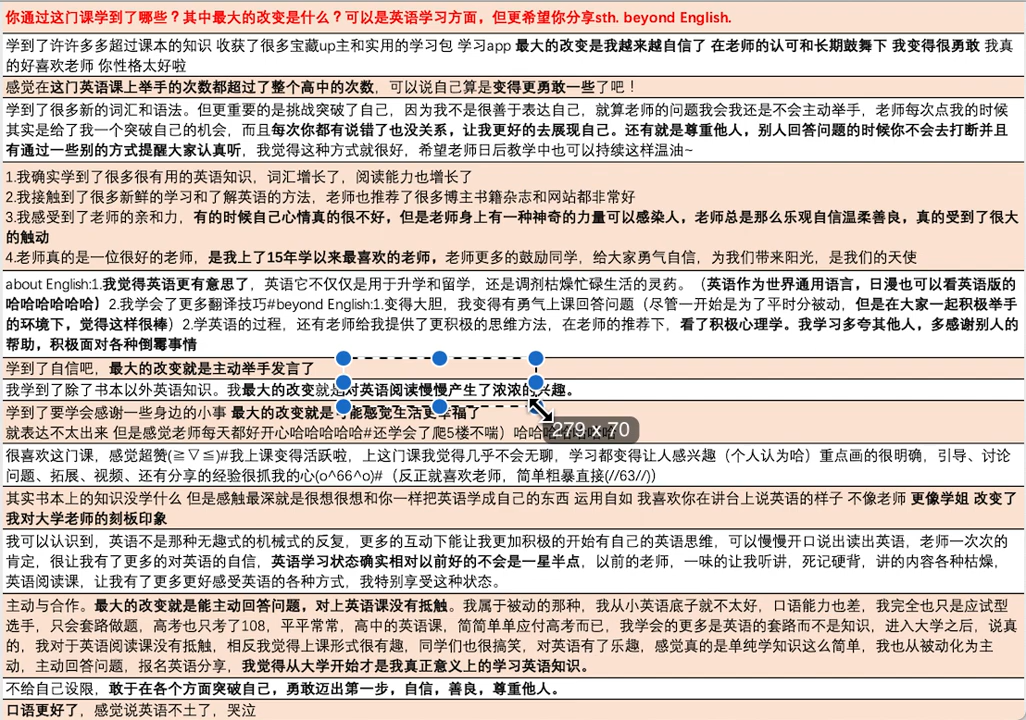 你通过这门课学到了哪些？其中最大的改变是什么？可以是英语学习方面，但更希望你分享sth. beyond English.
学到了许许多多超过课本的知识 收获了很多宝藏up主和实用的学习包 学习app 最大的改变是我越来越自信了 在老师的认可和长期鼓舞下 我变得很勇敢 我真
的好喜欢老师 你性格太好啦
感觉在这门英语课上举手的次数都超过了整个高中的次数，可以说自己算是变得更勇敢一些了吧！
学到了很多新的词汇和语法。但更重要的是挑战突破了自己，因为我不是很善于表达自己，就算老师的问题我会我还是不会主动举手，老师每次点我的时候
其实是给了我一个突破自己的机会，而且每次你都有说错了也没关系，让我更好的去展现自己。还有就是尊重他人，别人回答问题的时候你不会去打断并且
有通过一些别的方式提醒大家认真听，我觉得这种方式就很好，希望老师日后教学中也可以持续这样温油~
1.我确实学到了很多很有用的英语知识，词汇增长了，阅读能力也增长了
2.我接触到了很多新鲜的学习和了解英语的方法，老师也推荐了很多博主书籍杂志和网站都非常好
3.我感受到了老师的亲和力，有的时候自己心情真的很不好，但是老师身上有一种神奇的力量可以感染人，老师总是那么乐观自信温柔善良，真的受到了很大
的触动
4.老师真的是一位很好的老师，是我上了15年学以来最喜欢的老师，老师更多的鼓励同学，给大家勇气自信，为我们带来阳光，是我们的天使
about English:1.我觉得英语更有意思了，英语它不仅仅是用于升学和留学，还是调剂枯燥忙碌生活的灵药。（英语作为世界通用语言，日漫也可以看英语版的
哈哈哈哈哈哈）2.我学会了更多翻译技巧#beyond English:1.变得大胆，我变得有勇气上课回答问题（尽管一开始是为了平时分被动，但是在大家一起积极举手
的环境下，觉得这样很棒）2.学英语的过程，还有老师给我提供了更积极的思维方法，在老师的推荐下，看了积极心理学。我学习多夸其他人，多感谢别人的
帮助，积极面对各种倒霉事情
学到了自信吧，最大的改变就是主动举手发言了
我学到了除了书本以外英语知识。我最大的改变就是对英语阅读慢慢产生了浓浓的兴趣。
学到了要学会感谢一些身边的小事 最大的改变就是可能感觉生活更幸福了
就表达不太出来 但是感觉老师每天都好开心哈哈哈哈哈#还学会了爬5楼不喘）哈哈
279 x 70
很喜欢这门课，感觉超赞(≧▽≦)#我上课变得活跃啦，上这门课我觉得几乎不会无聊，学习都变得让人感兴趣（个人认为哈）重点画的很明确，引导、讨论
问题、拓展、视频、还有分享的经验很抓我的心(o^66^o)#（反正就喜欢老师，简单粗暴直接(//63//)）
其实书本上的知识没学什么 但是感触最深就是很想很想和你一样把英语学成自己的东西 运用自如 我喜欢你在讲台上说英语的样子 不像老师 更像学姐 改变了
我对大学老师的刻板印象
我可以认识到，英语不是那种无趣式的机械式的反复，更多的互动下能让我更加积极的开始有自己的英语思维，可以慢慢开口说出读出英语，老师一次次的
肯定，很让我有了更多的对英语的自信，英语学习状态确实相对以前好的不会是一星半点，以前的老师，一味的让我听讲，死记硬背，讲的内容各种枯燥，
英语阅读课，让我有了更多更好感受英语的各种方式，我特别享受这种状态。
主动与合作。最大的改变就是能主动回答问题，对上英语课没有抵触。我属于被动的那种，我从小英语底子就不太好，口语能力也差，我完全也只是应试型
选手，只会套路做题，高考也只考了108，平平常常，高中的英语课，简简单单应付高考而已，我学会的更多是英语的套路而不是知识，进入大学之后，说真
的，我对于英语阅读课没有抵触，相反我觉得上课形式很有趣，同学们也很搞笑，对英语有了乐趣，感觉真的是单纯学知识这么简单，我也从被动化为主
动，主动回答问题，报名英语分享，我觉得从大学开始才是我真正意义上的学习英语知识。
不给自己设限，敢于在各个方面突破自己，勇敢迈出第一步，自信，善良，尊重他人。
口语更好了，感觉说英语不土了，哭泣